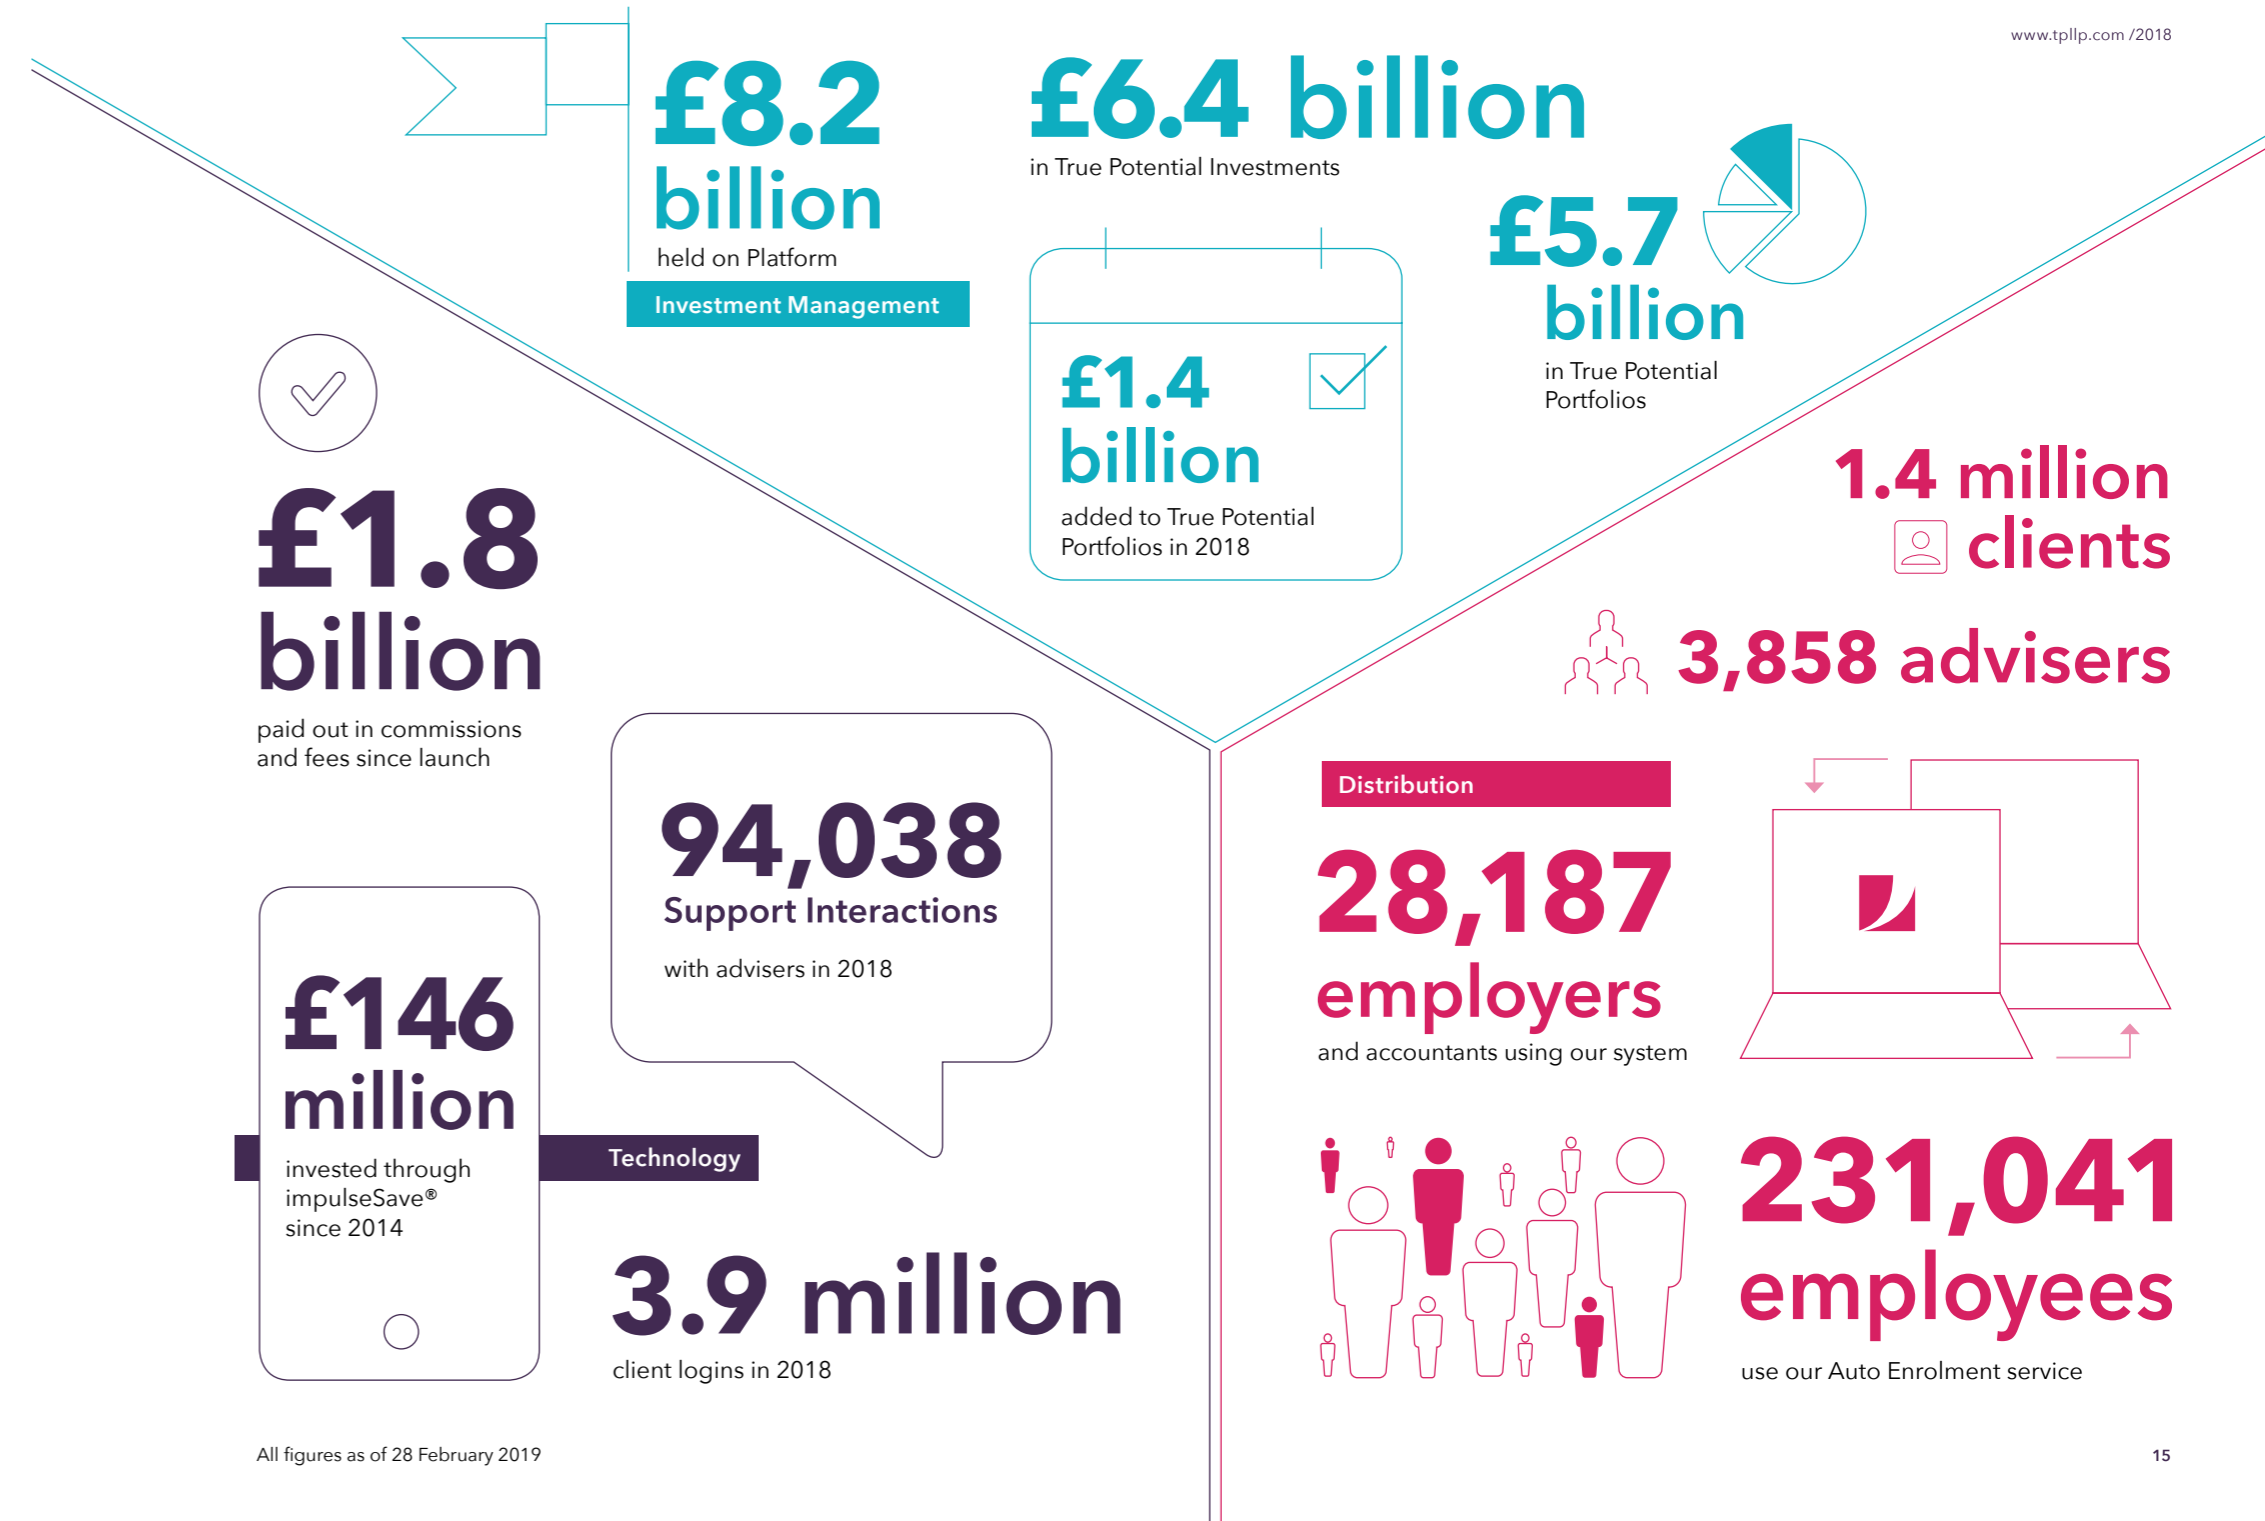 www.tpllp.com /2018
£8.2
billion
held on Platform
Investment Management
£6.4 billion
in True Potential Investments
£5.7
billion
in True Potential
Portfolios
£1.4
billion
added to True Potential
Portfolios in 2018
£1.8
billion
paid out in commissions
and fees since launch
94,038
Support Interactions
with advisers in 2018
£146
million
invested through
impulseSave®
since 2014
Technology
3.9 million
client logins in 2018
1.4 million
clients
3,858 advisers
Distribution
28,187
employers
and accountants using our system
231,041
employees
use our Auto Enrolment service
All figures as of 28 February 2019
15